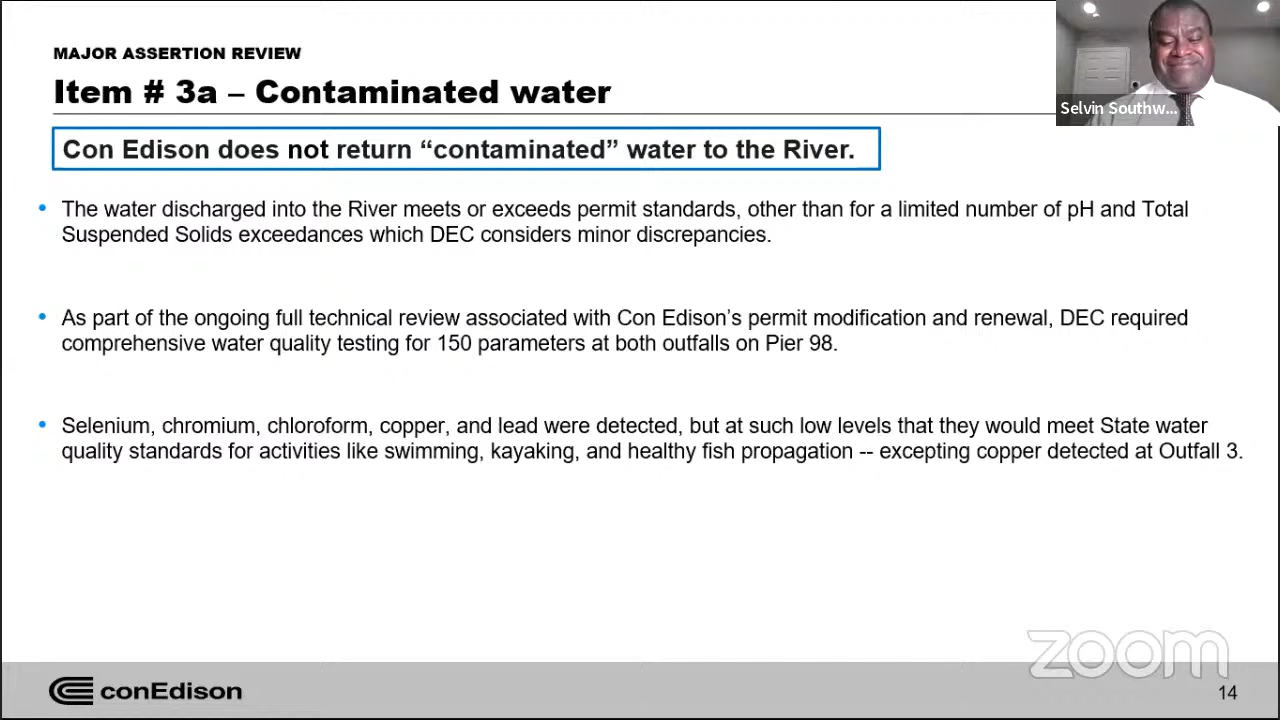 MAJOR ASSERTION REVIEW
Item # 3a – Contaminated water
Selvin Southw...
Con Edison does not return “contaminated” water to the River.
• The water discharged into the River meets or exceeds permit standards, other than for a limited number of pH and Total
Suspended Solids exceedances which DEC considers minor discrepancies.
• As part of the ongoing full technical review associated with Con Edison’s permit modification and renewal, DEC required
comprehensive water quality testing for 150 parameters at both outfalls on Pier 98.
• Selenium, chromium, chloroform, copper, and lead were detected, but at such low levels that they would meet State water
quality standards for activities like swimming, kayaking, and healthy fish propagation -- excepting copper detected at Outfall 3.
zoom
conEdison
14